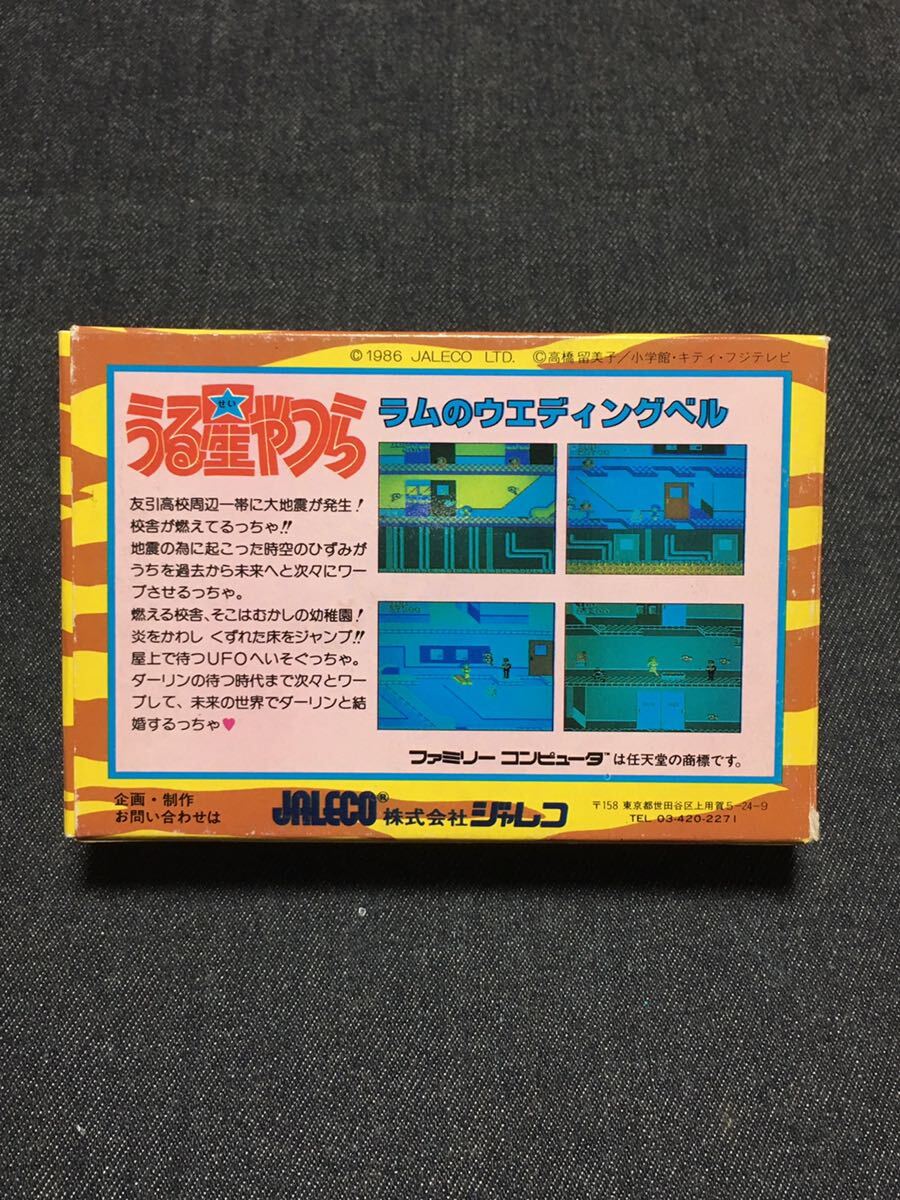 ©1986 JALECO LTD. ©高橋留美子/小学館・キティ・フジテレビ
うる星やつら
せい
ラムのウエディングベル
友引高校周辺一帯に大地震が発生!
校舎が燃えてるっちゃ!!
地震の為に起こった時空のひずみが
うちを過去から未来へと次々にワー
プさせるっちゃ。
燃える校舎、そこはむかしの幼稚園!
炎をかわし くずれた床をジャンプ!!
屋上で待つUFOへいそぐっちゃ。
ダーリンの待つ時代まで次々とワー
プして、未来の世界でダーリンと結
婚するっちゃ♥
ファミリー コンピュータ™は任天堂の商標です。
企画・制作
お問い合わせは
JALECO® 株式会社ジャレコ
〒158 東京都世田谷区上用賀5-24-9
TEL 03-420-2271